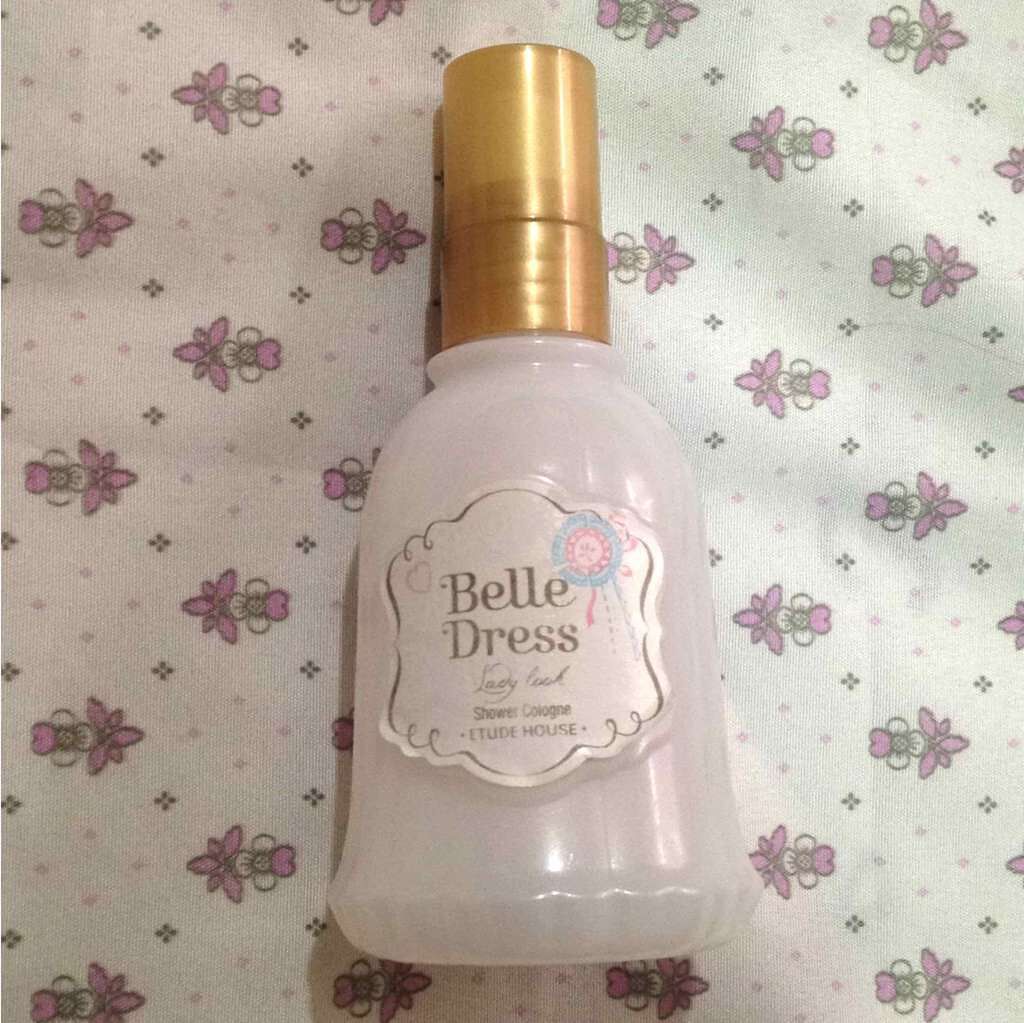 Belle
Dress
Lady look
Shower Cologne
• ETUDE HOUSE •